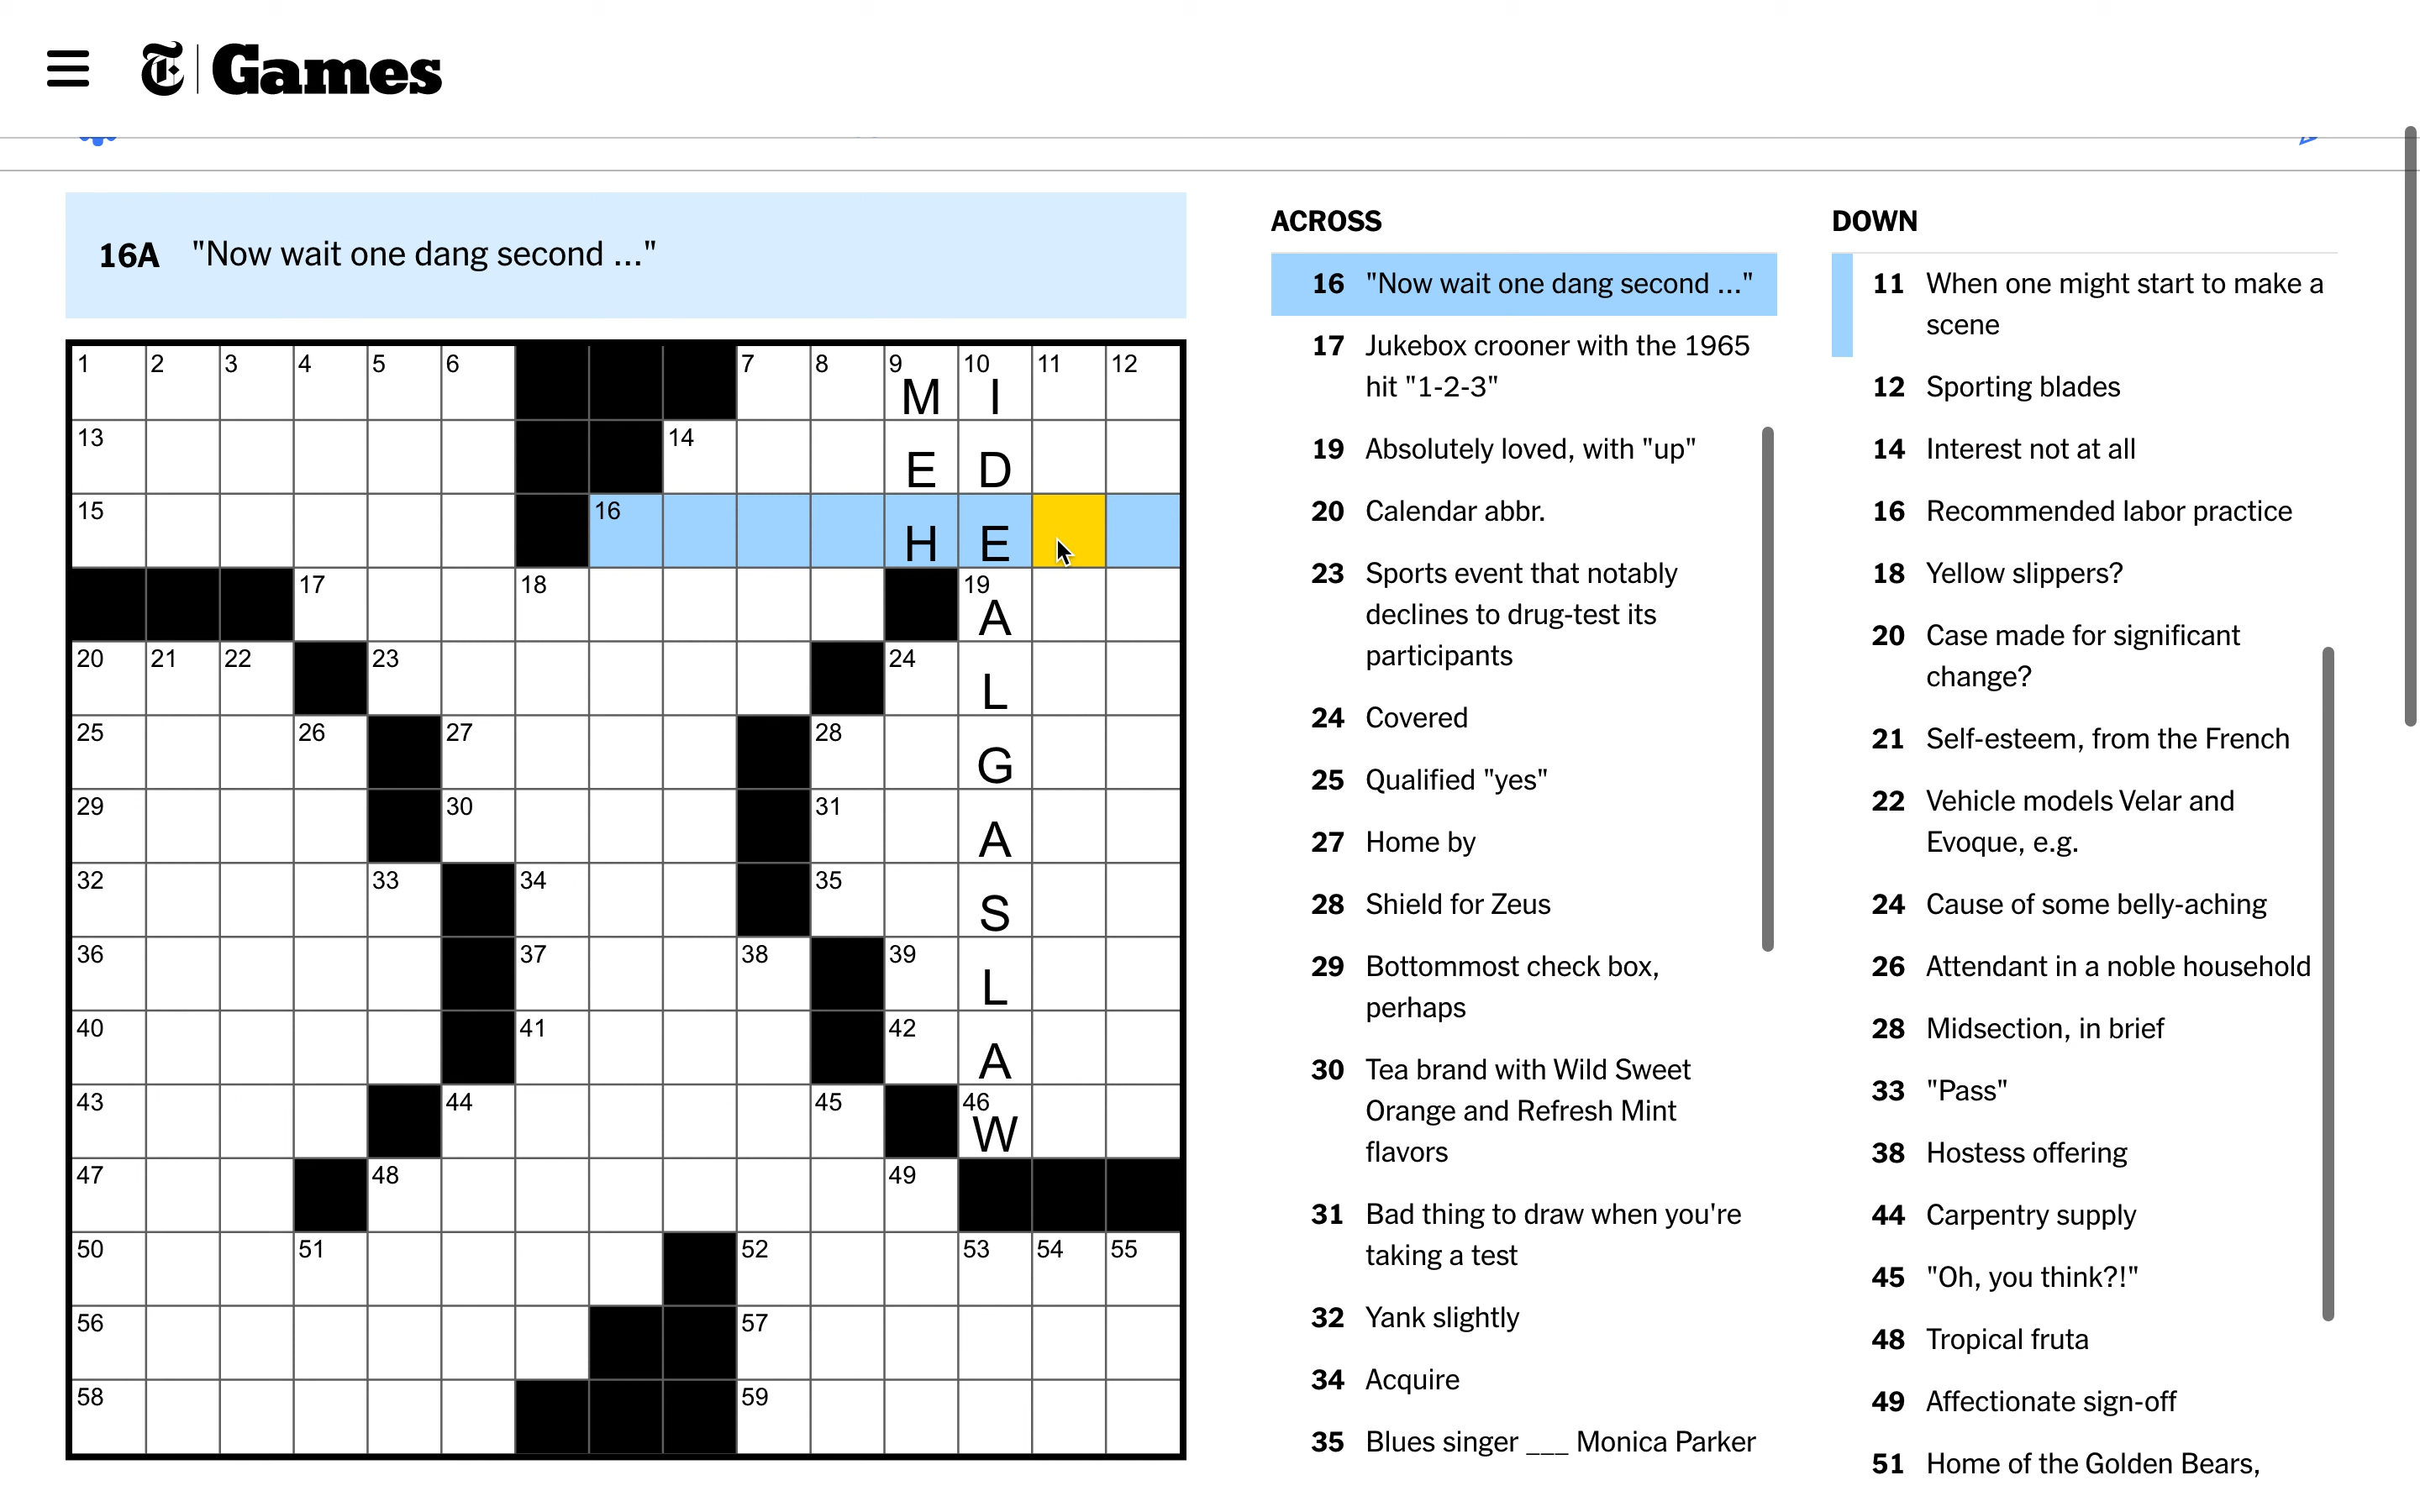 T Games
16A "Now wait one dang second ..."
1 2 3 4 5 6 7 8 9 10 11 12
M I
13 14
E D
15 16
H E
17 18 19
A
20 21 22 23 24
L
25 26 27 28
G
29 30 31
A
32 33 34 35
S
36 37 38 39
L
40 41 42
A
43 44 45 46
W
47 48 49
50 51 52 53 54 55
56 57
58 59
ACROSS
16 "Now wait one dang second ..."
17 Jukebox crooner with the 1965
hit "1-2-3"
19 Absolutely loved, with "up"
20 Calendar abbr.
23 Sports event that notably
declines to drug-test its
participants
24 Covered
25 Qualified "yes"
27 Home by
28 Shield for Zeus
29 Bottommost check box,
perhaps
30 Tea brand with Wild Sweet
Orange and Refresh Mint
flavors
31 Bad thing to draw when you're
taking a test
32 Yank slightly
34 Acquire
35 Blues singer ___ Monica Parker
DOWN
11 When one might start to make a
scene
12 Sporting blades
14 Interest not at all
16 Recommended labor practice
18 Yellow slippers?
20 Case made for significant
change?
21 Self-esteem, from the French
22 Vehicle models Velar and
Evoque, e.g.
24 Cause of some belly-aching
26 Attendant in a noble household
28 Midsection, in brief
33 "Pass"
38 Hostess offering
44 Carpentry supply
45 "Oh, you think?!"
48 Tropical fruta
49 Affectionate sign-off
51 Home of the Golden Bears,